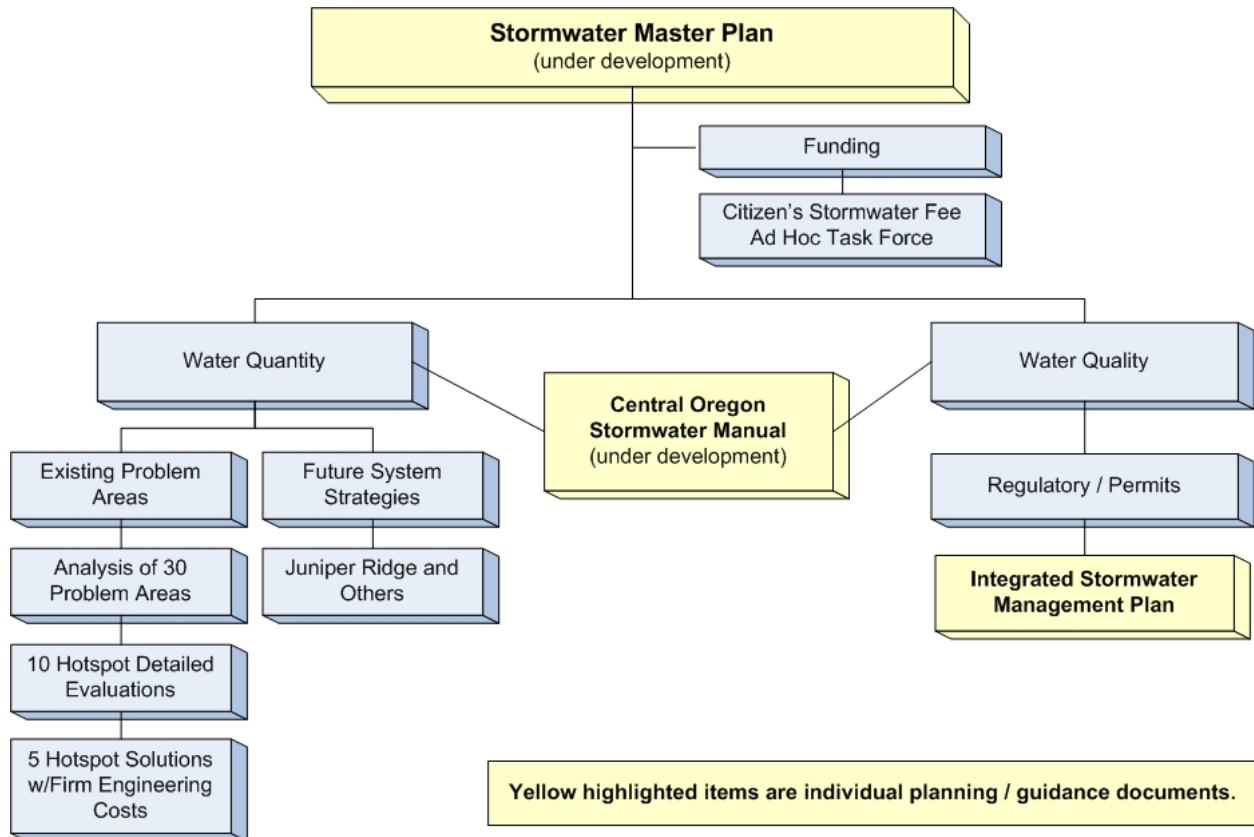 Stormwater Master Plan
(under development)
Funding
Citizen's Stormwater Fee
Ad Hoc Task Force
Water Quantity
Water Quality
Central Oregon
Stormwater Manual
(under development)
Existing Problem
Areas
Future System
Strategies
Regulatory / Permits
Analysis of 30
Problem Areas
Juniper Ridge and
Others
Integrated Stormwater
Management Plan
10 Hotspot Detailed
Evaluations
5 Hotspot Solutions
w/Firm Engineering
Costs
Yellow highlighted items are individual planning / guidance documents.